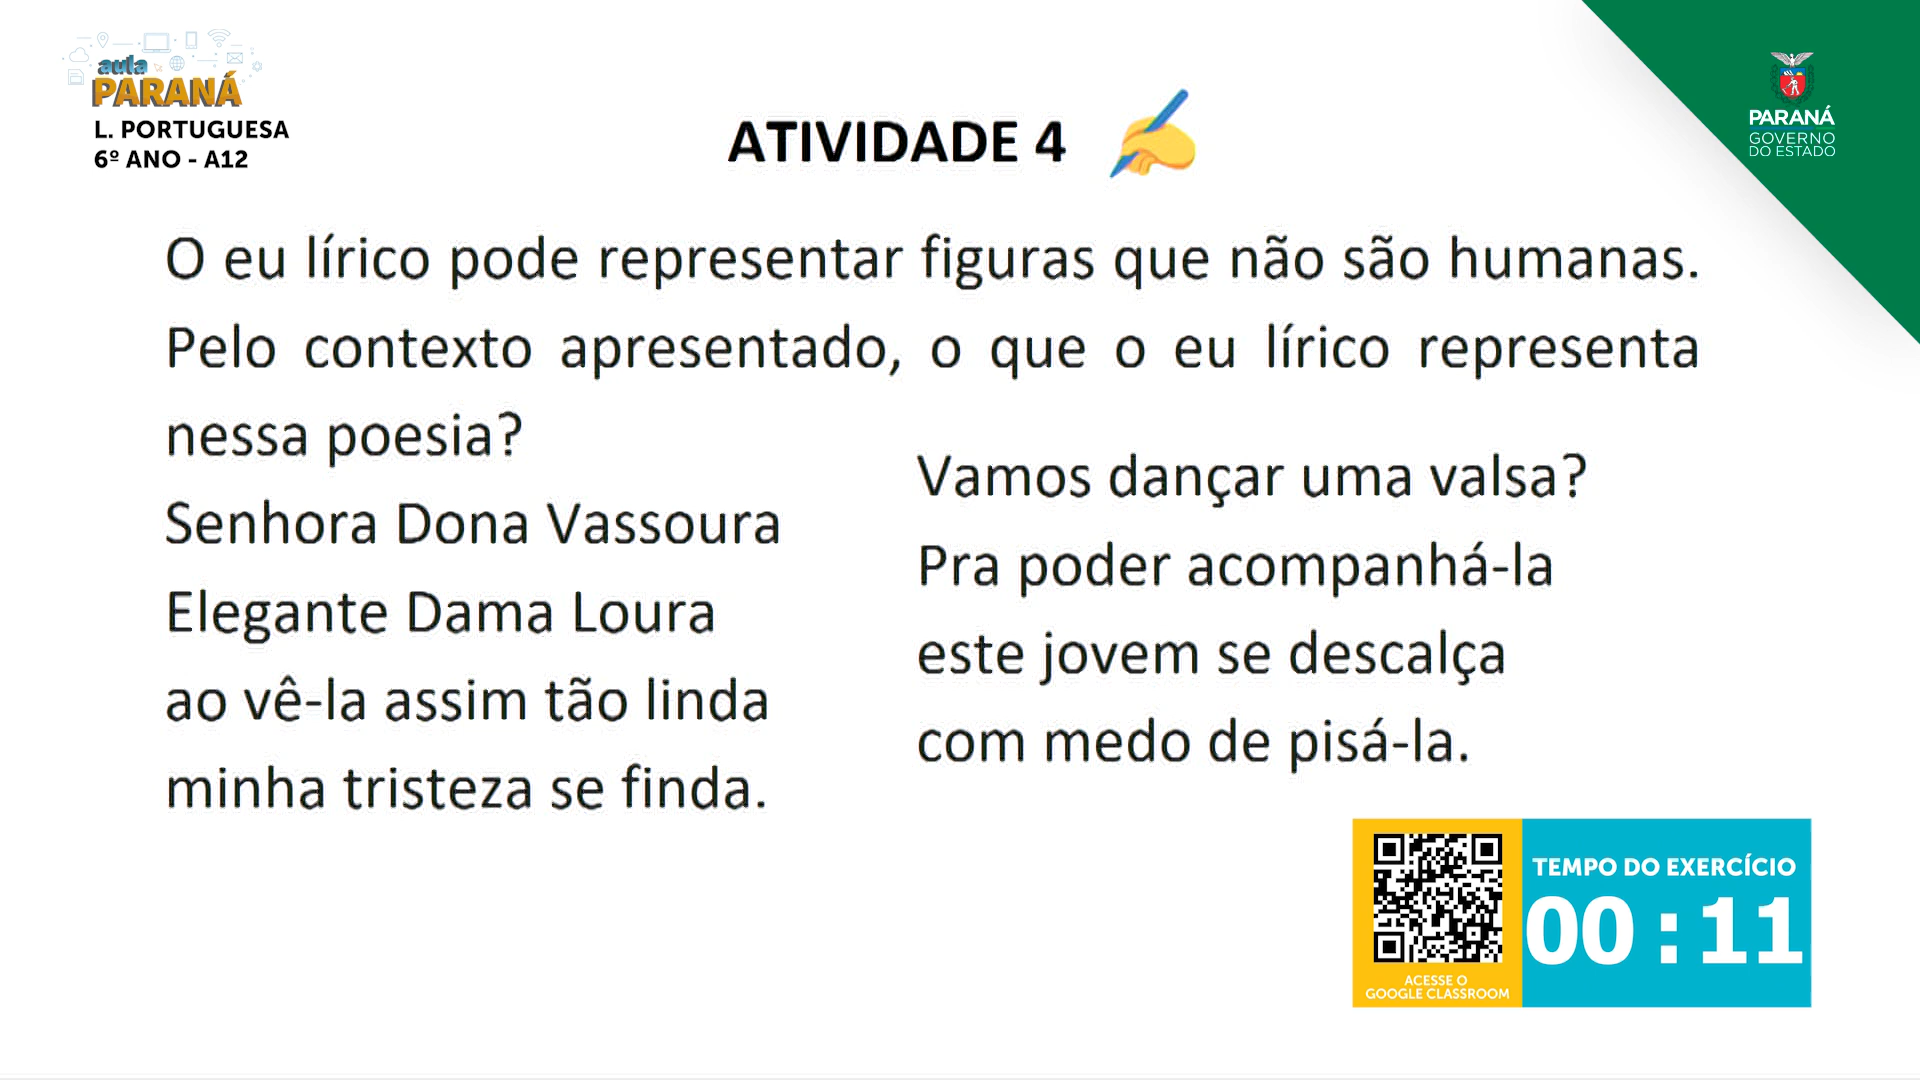 aula
PARANÁ
L. PORTUGUESA
6º ANO - A12
PARANÁ
GOVERNO
DO ESTADO
ATIVIDADE 4
O eu lírico pode representar figuras que não são humanas.
Pelo contexto apresentado, o que o eu lírico representa
nessa poesia?
Senhora Dona Vassoura
Elegante Dama Loura
ao vê-la assim tão linda
minha tristeza se finda.
Vamos dançar uma valsa?
Pra poder acompanhá-la
este jovem se descalça
com medo de pisá-la.
ACESSE O
GOOGLE CLASSROOM
TEMPO DO EXERCÍCIO
00:11